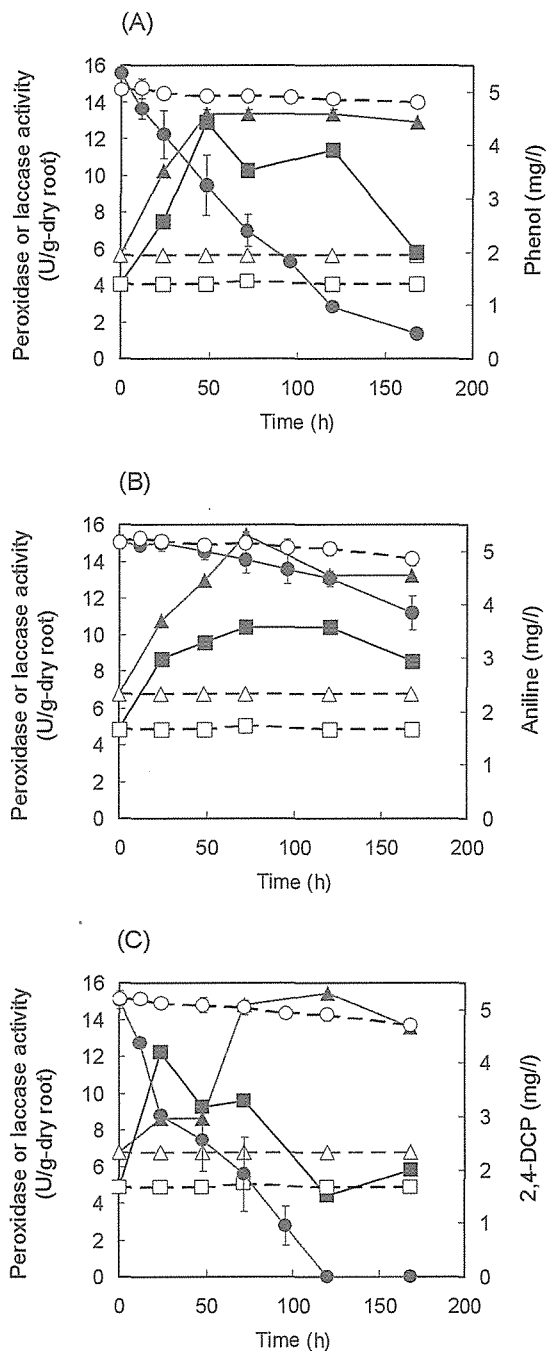 (A)
16
14
12
10
8
6
4
2
0
Peroxidase or laccase activity
(U/g-dry root)
5
4
3
2
1
0
Phenol (mg/l)
0 50 100 150 200
Time (h)
(B)
16
14
12
10
8
6
4
2
0
Peroxidase or laccase activity
(U/g-dry root)
5
4
3
2
1
0
Aniline (mg/l)
0 50 100 150 200
Time (h)
(C)
16
14
12
10
8
6
4
2
0
Peroxidase or laccase activity
(U/g-dry root)
5
4
3
2
1
0
2,4-DCP (mg/l)
0 50 100 150 200
Time (h)